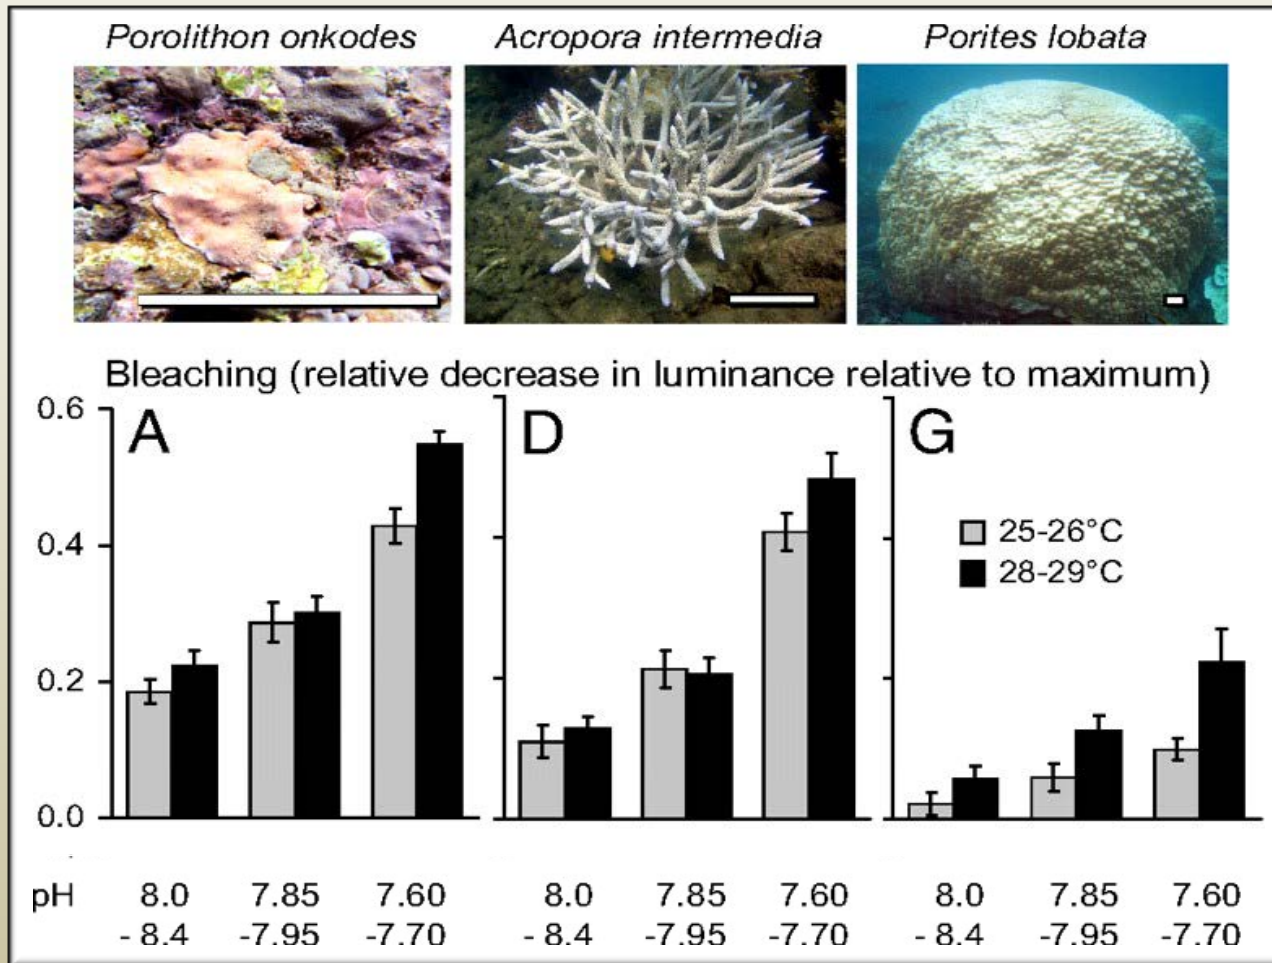 Porolithon onkodes
Acropora intermedia
Porites lobata
Bleaching (relative decrease in luminance relative to maximum)
0.6
0.4
0.2
0.0
A
D
G
25-26°C
28-29°C
pH
8.0 7.85 7.60 8.0 7.85 7.60 8.0 7.85 7.60
- 8.4 -7.95 -7.70 - 8.4 -7.95 -7.70 - 8.4 -7.95 -7.70